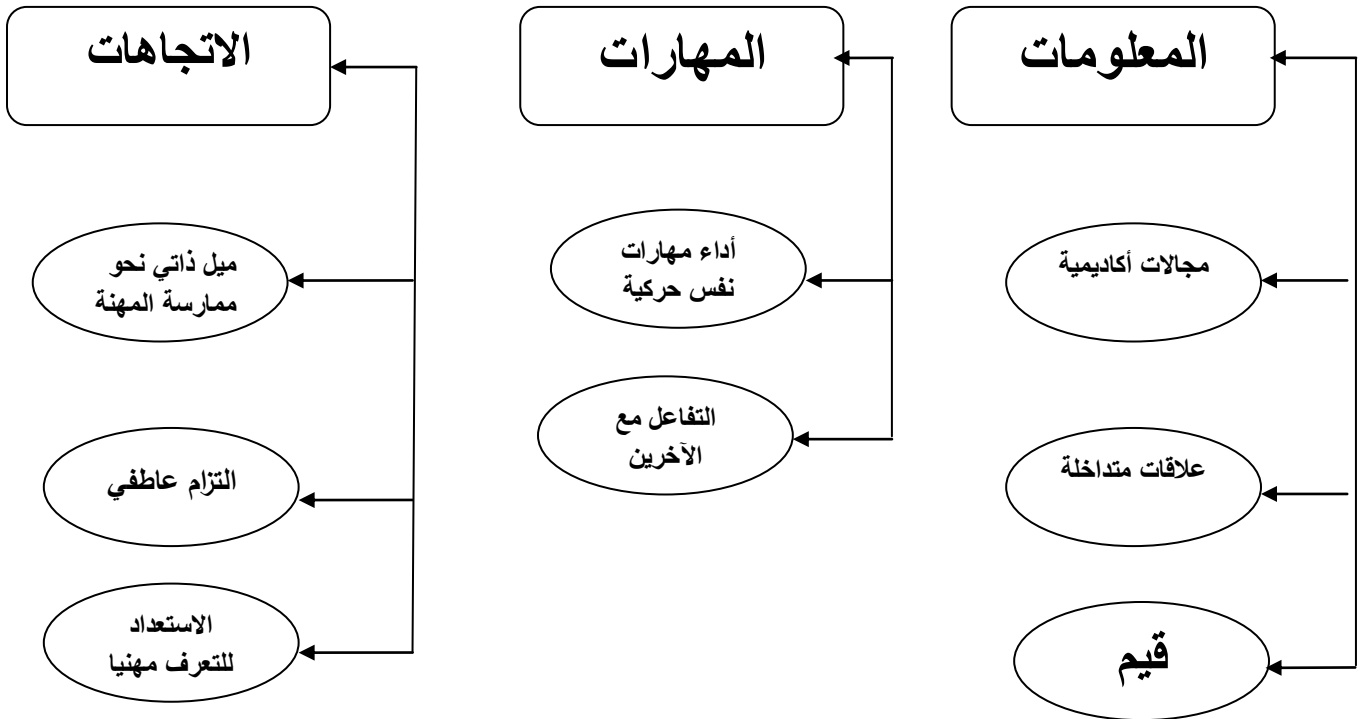 المعلومات
مجالات أكاديمية
علاقات متداخلة
قيم
المهارات
أداء مهارات
نفس حركية
التفاعل مع
الآخرين
الاتجاهات
ميل ذاتي نحو
ممارسة المهنة
التزام عاطفي
الاستعداد
للتعرف مهنيا